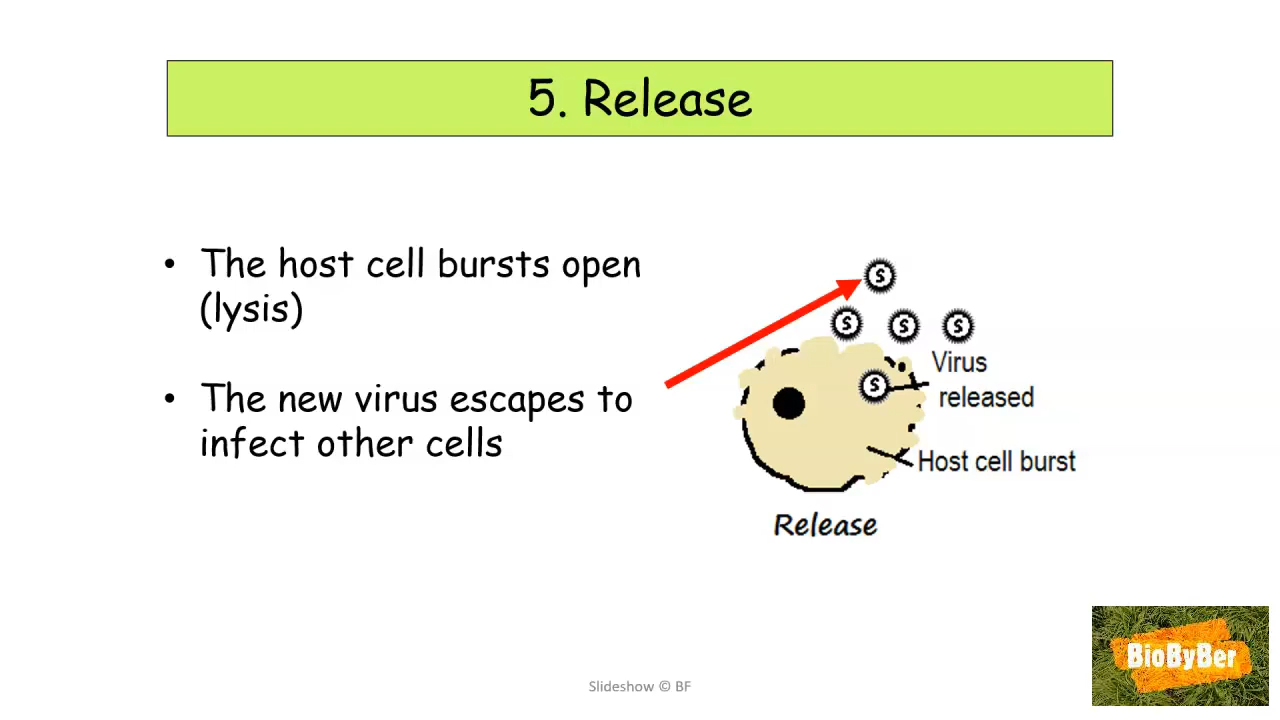 5. Release
• The host cell bursts open
(lysis)
• The new virus escapes to
infect other cells
S
S S S
S
Virus
released
Host cell burst
Release
BioByBer
Slideshow © BF